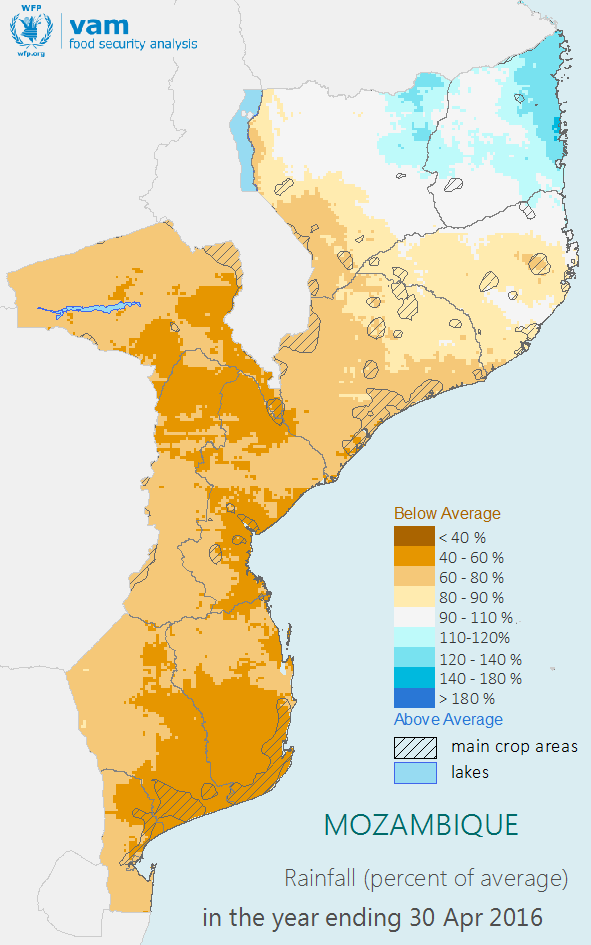 WFP
wfp.org
vam
food security analysis
Below Average
< 40 %
40 - 60 %
60 - 80 %
80 - 90 %
90 - 110 %
110-120%
120 - 140 %
140 - 180 %
> 180 %
Above Average
main crop areas
lakes
MOZAMBIQUE
Rainfall (percent of average)
in the year ending 30 Apr 2016